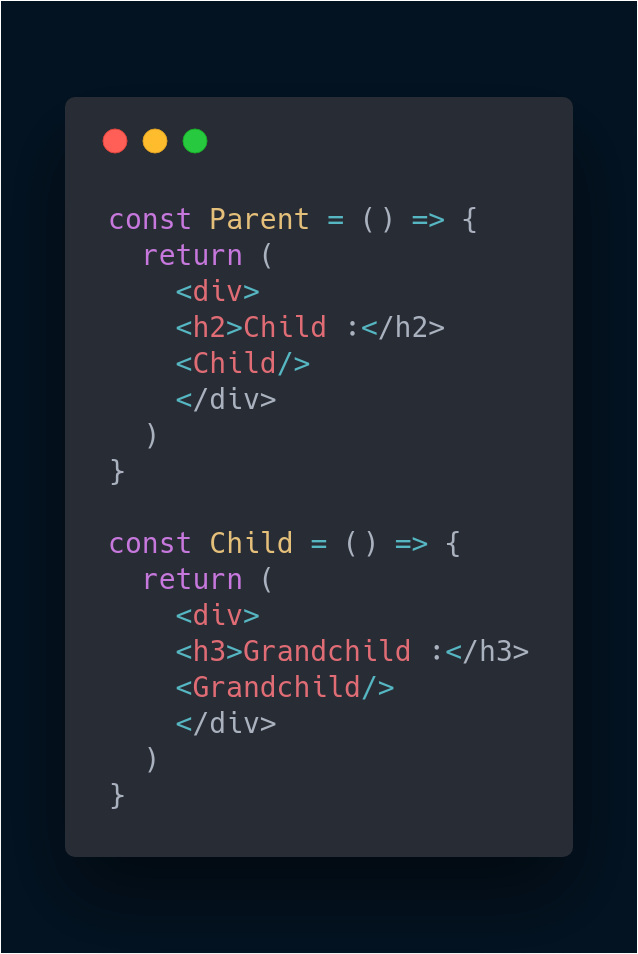 const Parent = () => {
  return (
    <div>
    <h2>Child :</h2>
    <Child/>
    </div>
  )
}

const Child = () => {
  return (
    <div>
    <h3>Grandchild :</h3>
    <Grandchild/>
    </div>
  )
}